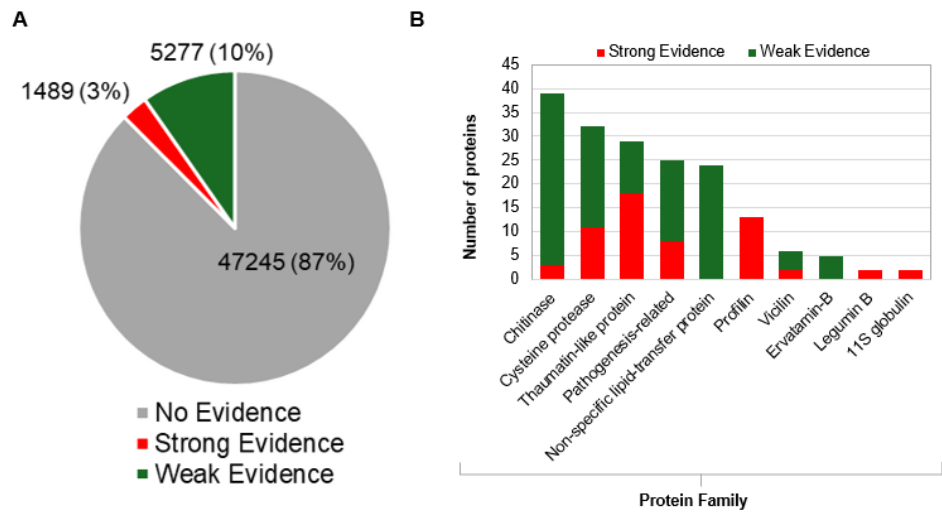 A
5277 (10%)
1489 (3%)
47245 (87%)
No Evidence
Strong Evidence
Weak Evidence
B
Strong Evidence Weak Evidence
Number of proteins
45
40
35
30
25
20
15
10
5
0
Chitinase
Cysteine protease
Thaumatin-like protein
Pathogenesis-related
Non-specific lipid-transfer protein
Profilin
Vicilin
Ervatamin-B
Legumin B
11S globulin
Protein Family